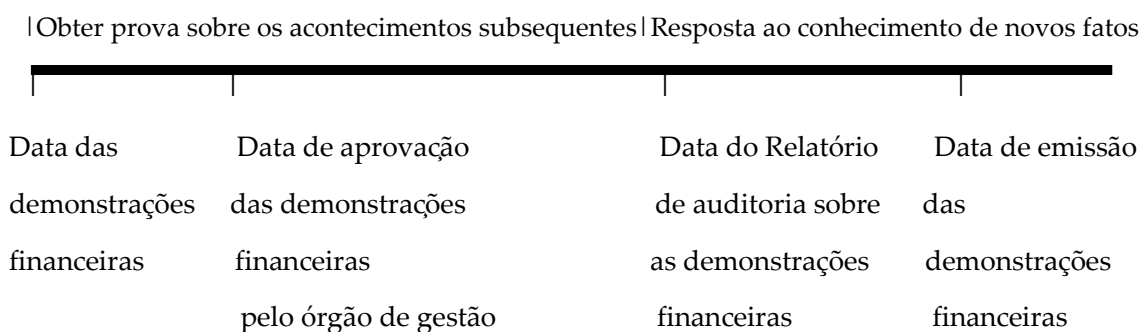 |Obter prova sobre os acontecimentos subsequentes|Resposta ao conhecimento de novos fatos
Data das
demonstrações
financeiras
Data de aprovação
das demonstrações
financeiras
pelo órgão de gestão
Data do Relatório
de auditoria sobre
as demonstrações
financeiras
Data de emissão
das
demonstrações
financeiras